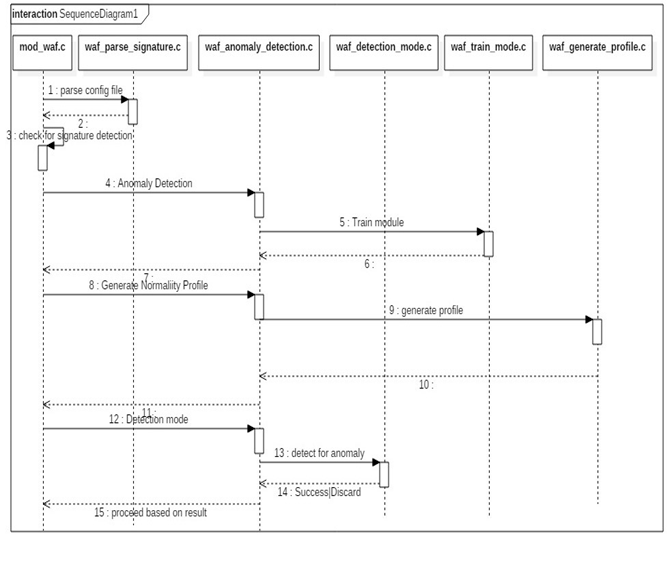 interaction SequenceDiagram1
mod_waf.c waf_parse_signature.c waf_anomaly_detection.c waf_detection_mode.c waf_train_mode.c waf_generate_profile.c
1 : parse config file
2 :
3 : check for signature detection
4 : Anomaly Detection
5 : Train module
6 :
7 :
8 : Generate Normaliity Profile
9 : generate profile
10 :
11 :
12 : Detection mode
13 : detect for anomaly
14 : Success|Discard
15 : proceed based on result